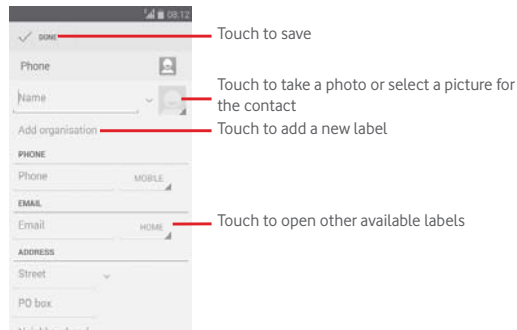 08:12
DONE
Touch to save
Phone
Name
Touch to take a photo or select a picture for
the contact
Add organisation
Touch to add a new label
PHONE
Phone MOBILE
EMAIL
Email HOME
Touch to open other available labels
ADDRESS
Street
PO box